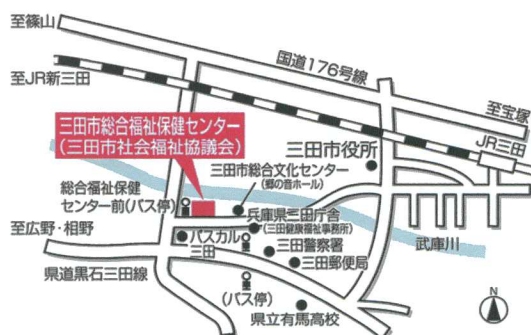 至篠山
国道176号線
至JR新三田
至宝塚
JR三田
三田市総合福祉保健センター
(三田市社会福祉協議会)
三田市役所
三田市総合文化センター
(郷の音ホール)
総合福祉保健
センター前(バス停)
兵庫県三田庁舎
(三田健康福祉事務所)
至広野・相野
パスカル
三田
三田警察署
三田郵便局
武庫川
県道黒石三田線
(バス停)
県立有馬高校
N